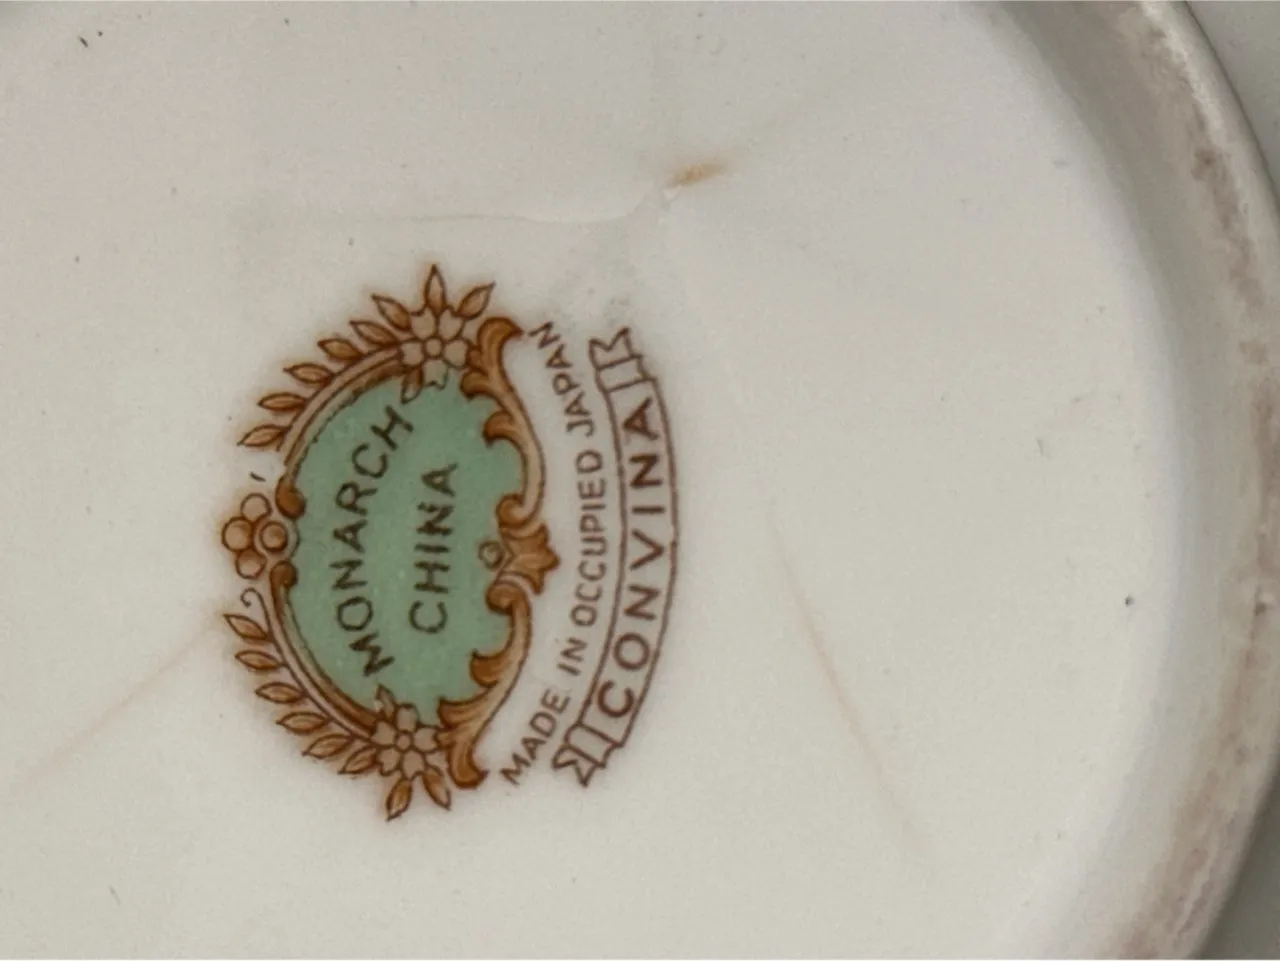 MONARCH
CHINA
MADE IN OCCUPIED JAPAN
CONVINA